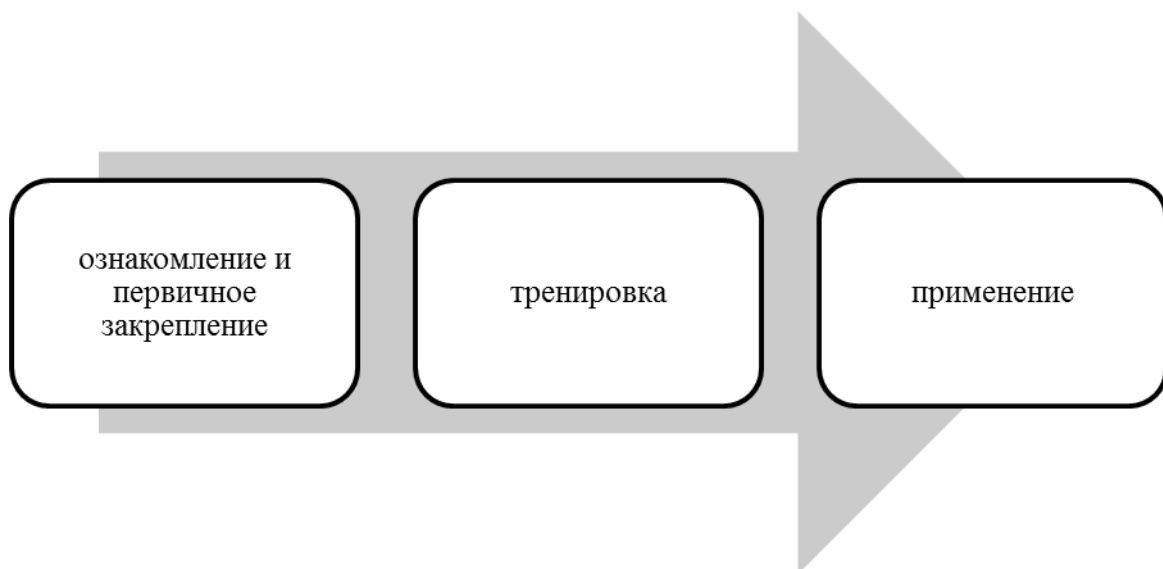 ознакомление и
первичное
закрепление
тренировка
применение